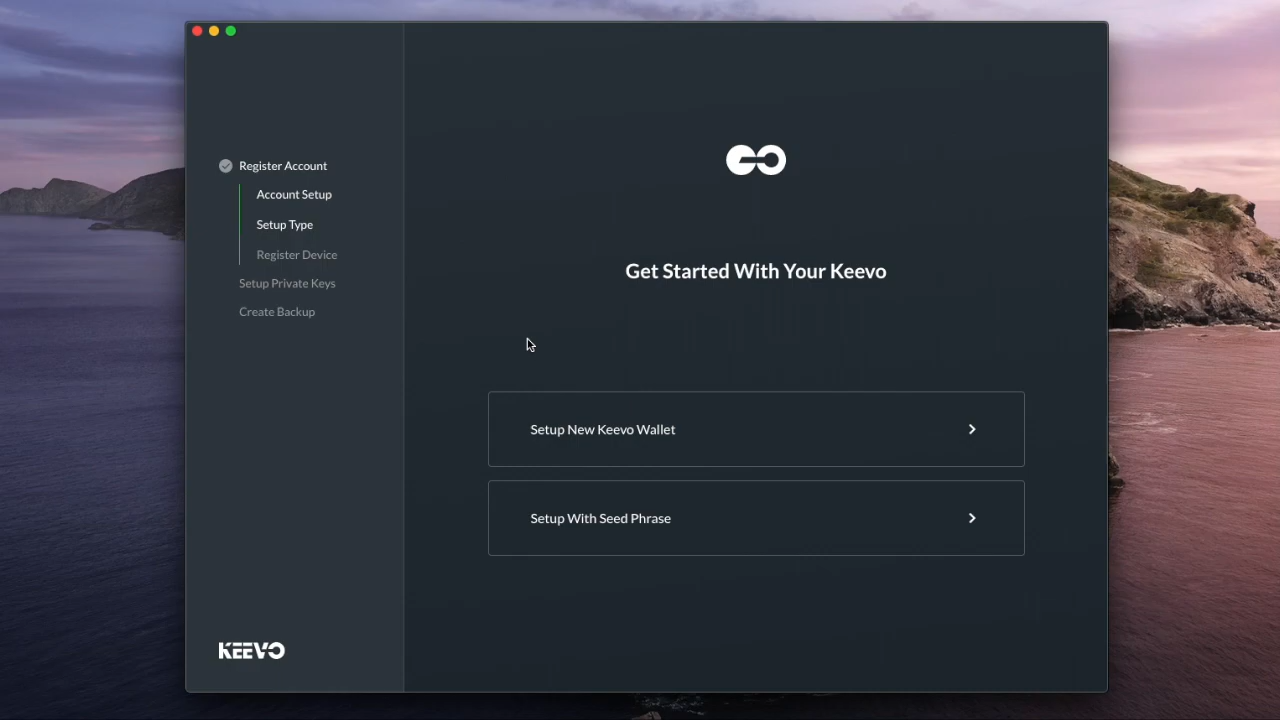 Register Account
Account Setup
Setup Type
Register Device
Setup Private Keys
Create Backup
KEEVO
Get Started With Your Keevo
Setup New Keevo Wallet
Setup With Seed Phrase